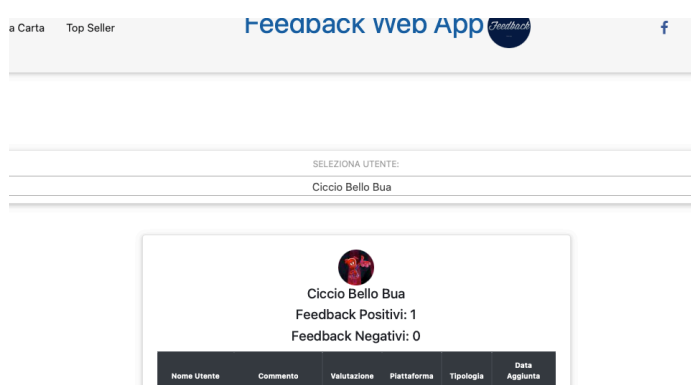 a Carta Top Seller Feedback Web App Feedback f
SELEZIONA UTENTE:
Ciccio Bello Bua
Ciccio Bello Bua
Feedback Positivi: 1
Feedback Negativi: 0
Nome Utente Commento Valutazione Piattaforma Tipologia Data Aggiunta